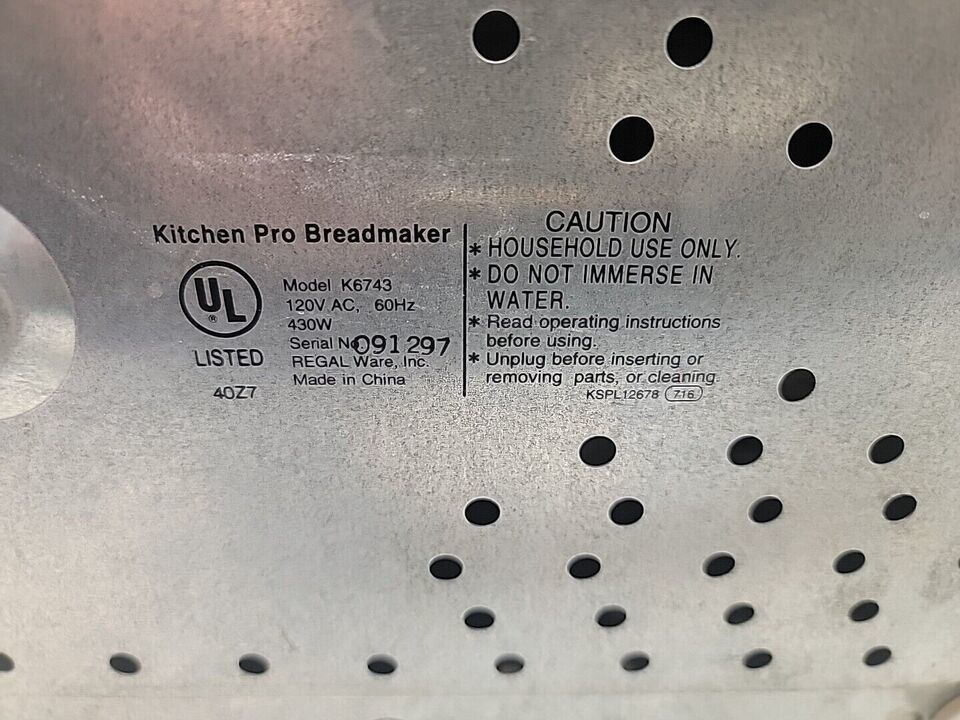 Kitchen Pro Breadmaker
UL
®
LISTED
40Z7
Model K6743
120V AC, 60Hz
430W
Serial No. 091297
REGAL Ware, Inc.
Made in China
CAUTION
* HOUSEHOLD USE ONLY.
* DO NOT IMMERSE IN
WATER.
* Read operating instructions
before using.
* Unplug before inserting or
removing parts, or cleaning.
KSPL12678 716